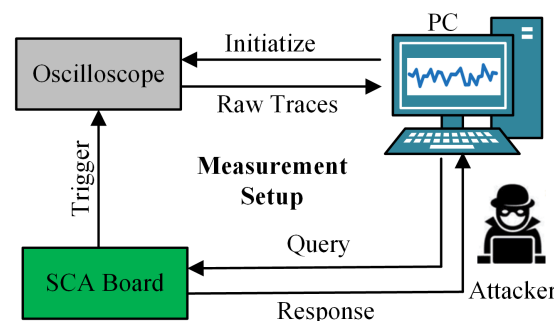 PC
Initiatize
Oscilloscope
Raw Traces
Trigger
Measurement
Setup
Query
SCA Board
Attacker
Response